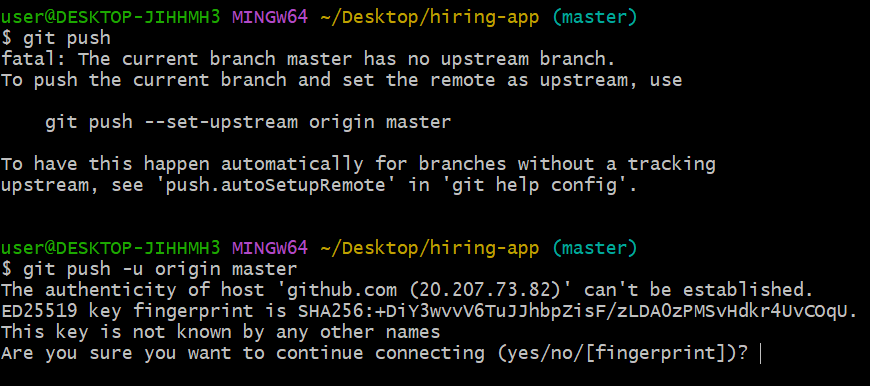 user@DESKTOP-JIHHMH3 MINGW64 ~/Desktop/hiring-app (master)
$ git push
fatal: The current branch master has no upstream branch.
To push the current branch and set the remote as upstream, use
    git push --set-upstream origin master
To have this happen automatically for branches without a tracking
upstream, see 'push.autoSetupRemote' in 'git help config'.
user@DESKTOP-JIHHMH3 MINGW64 ~/Desktop/hiring-app (master)
$ git push -u origin master
The authenticity of host 'github.com (20.207.73.82)' can't be established.
ED25519 key fingerprint is SHA256:+DiY3wvvV6TuJJhbpZisF/zLDA0zPMSvHdkr4UvCOqU.
This key is not known by any other names
Are you sure you want to continue connecting (yes/no/[fingerprint])?